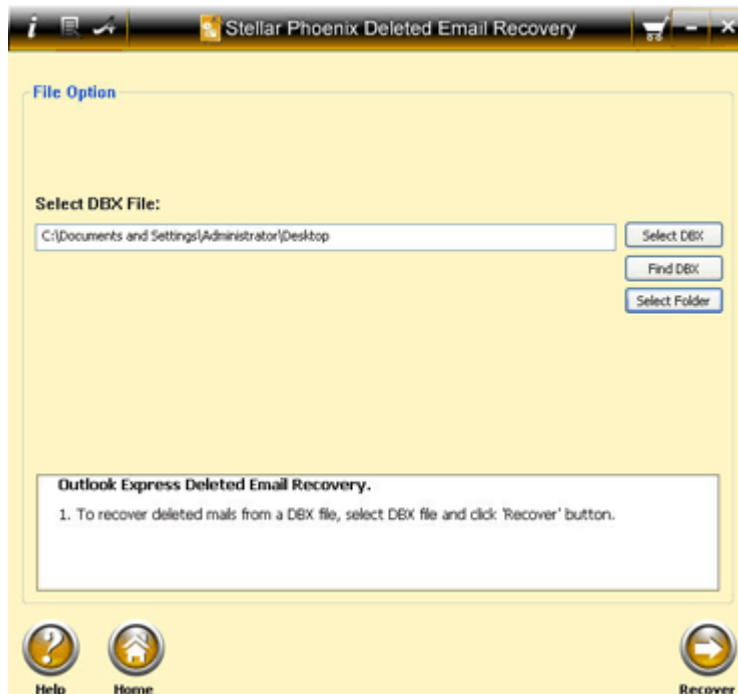 i Stellar Phoenix Deleted Email Recovery
File Option
Select DBX File:
C:\Documents and Settings\Administrator\Desktop
Select DBX
Find DBX
Select Folder
Outlook Express Deleted Email Recovery.
1. To recover deleted mails from a DBX file, select DBX file and click 'Recover' button.
Help Home Recover